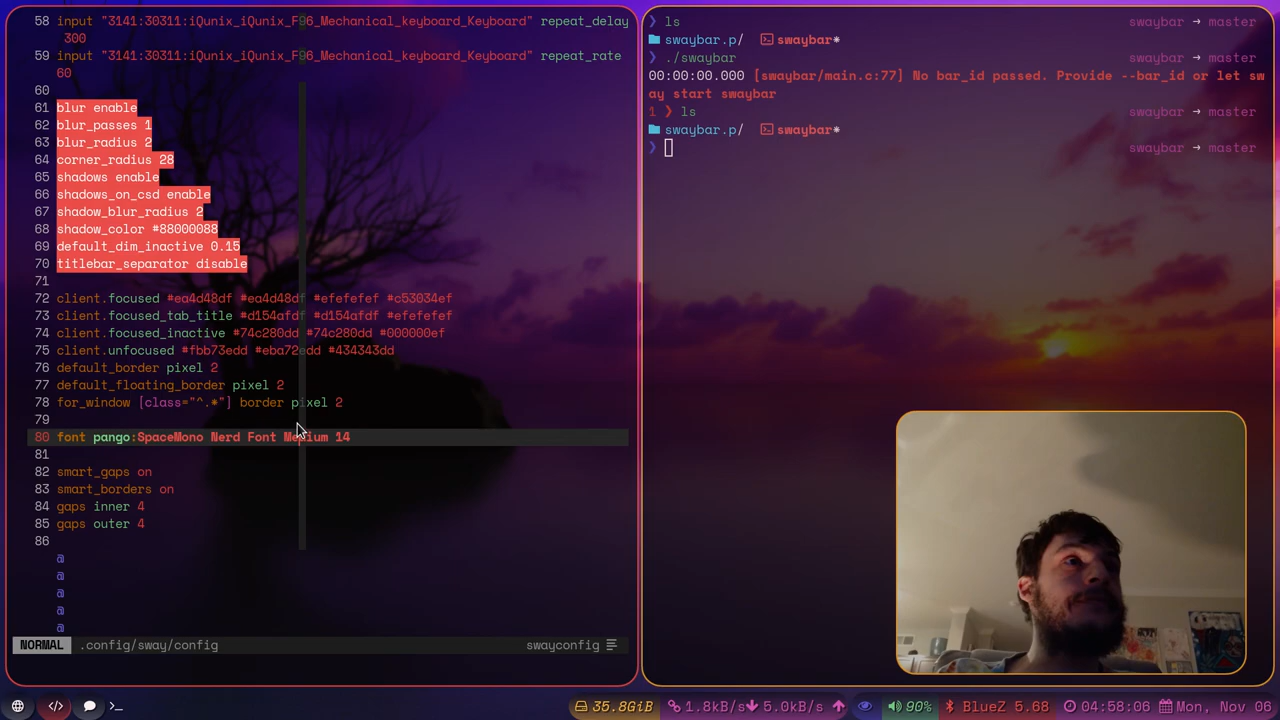 58 input "3141:30311:iQunix_iQunix_F96_Mechanical_keyboard_Keyboard" repeat_delay
300
59 input "3141:30311:iQunix_iQunix_F96_Mechanical_keyboard_Keyboard" repeat_rate
60
60
61 blur enable
62 blur_passes 1
63 blur_radius 2
64 corner_radius 28
65 shadows enable
66 shadows_on_csd enable
67 shadow_blur_radius 2
68 shadow_color #88000088
69 default_dim_inactive 0.15
70 titlebar_separator disable
71
72 client.focused #ea4d48df #ea4d48df #efefefef #c53034ef
73 client.focused_tab_title #d154afdf #d154afdf #efefefef
74 client.focused_inactive #74c280dd #74c280dd #000000ef
75 client.unfocused #fbb73edd #eba72edd #434343dd
76 default_border pixel 2
77 default_floating_border pixel 2
78 for_window [class="^.*"] border pixel 2
79
80 font pango:SpaceMono Nerd Font Medium 14
81
82 smart_gaps on
83 smart_borders on
84 gaps inner 4
85 gaps outer 4
86
@
@
@
@
@
NORMAL .config/sway/config swayconfig
❯ ls swaybar → master
swaybar.p/ swaybar*
❯ ./swaybar swaybar → master
00:00:00.000 [swaybar/main.c:77] No bar_id passed. Provide --bar_id or let sw
ay start swaybar
1 ❯ ls swaybar → master
swaybar.p/ swaybar*
❯ swaybar → master
35.8GiB 1.8kB/s 5.0kB/s 90% BlueZ 5.68 04:58:06 Mon, Nov 06